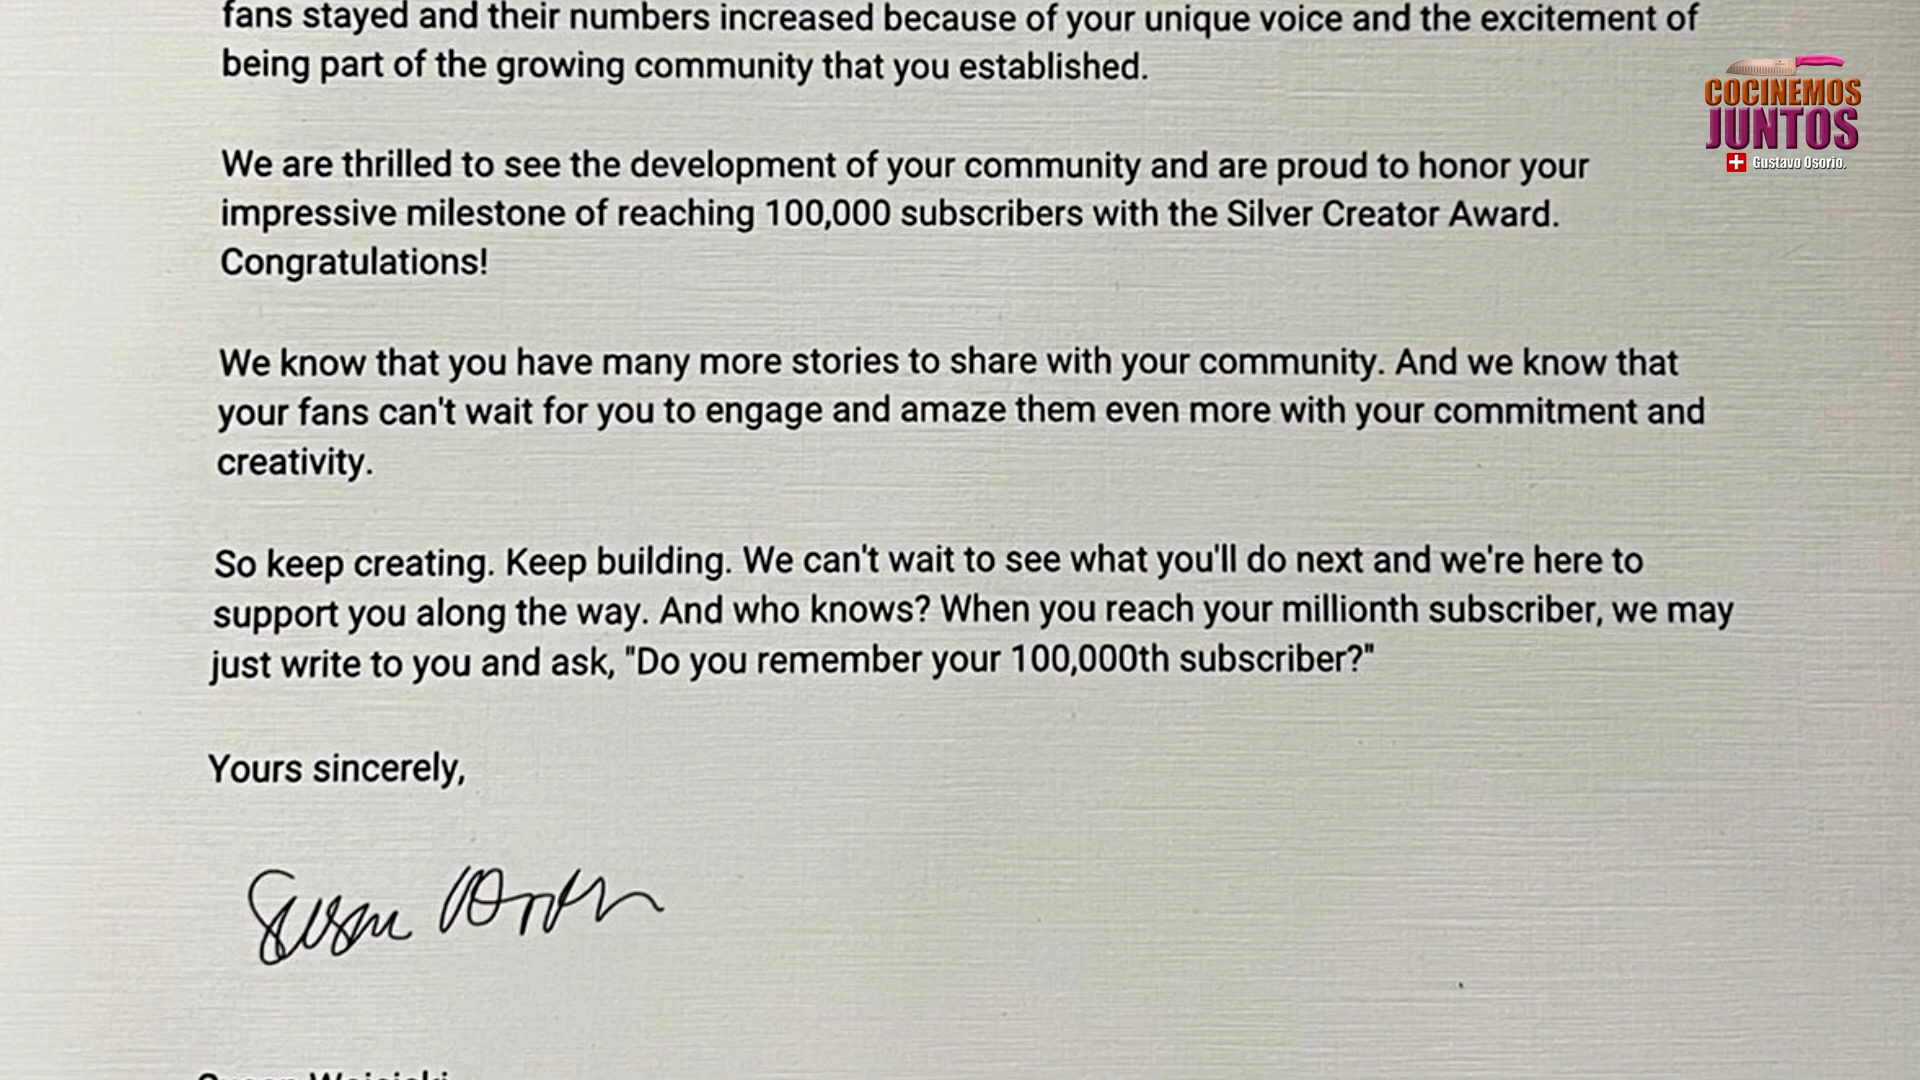 fans stayed and their numbers increased because of your unique voice and the excitement of
being part of the growing community that you established.
COCINEMOS
JUNTOS
Gustavo Osorio.
We are thrilled to see the development of your community and are proud to honor your
impressive milestone of reaching 100,000 subscribers with the Silver Creator Award.
Congratulations!
We know that you have many more stories to share with your community. And we know that
your fans can't wait for you to engage and amaze them even more with your commitment and
creativity.
So keep creating. Keep building. We can't wait to see what you'll do next and we're here to
support you along the way. And who knows? When you reach your millionth subscriber, we may
just write to you and ask, "Do you remember your 100,000th subscriber?"
Yours sincerely,
Susan